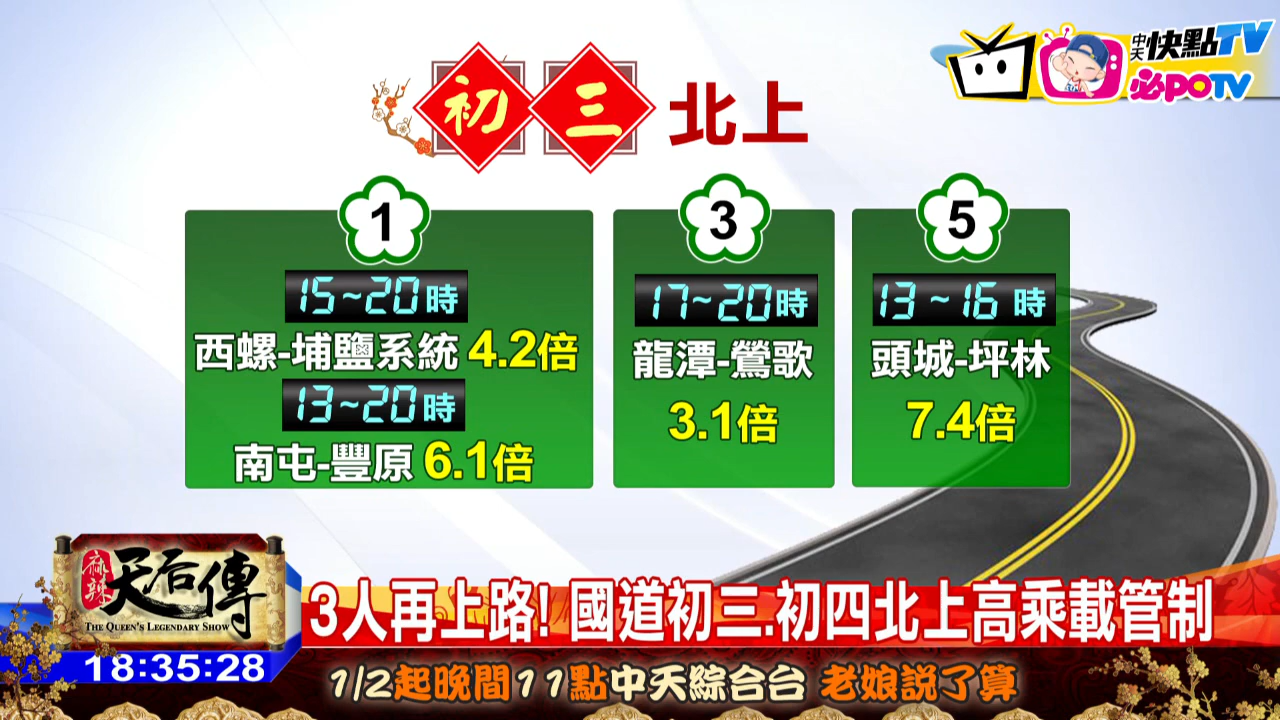 中天快點TV
必POTV
初三 北上
1
15~20時
西螺-埔鹽系統 4.2倍
13~20時
南屯-豐原 6.1倍
3
17~20時
龍潭-鶯歌
3.1倍
5
13~16時
頭城-坪林
7.4倍
麻辣天后傳
THE QUEEN'S LEGENDARY SHOW
3人再上路! 國道初三.初四北上高乘載管制
18:35:28
1/2起晚間11點中天綜合台 老娘説了算